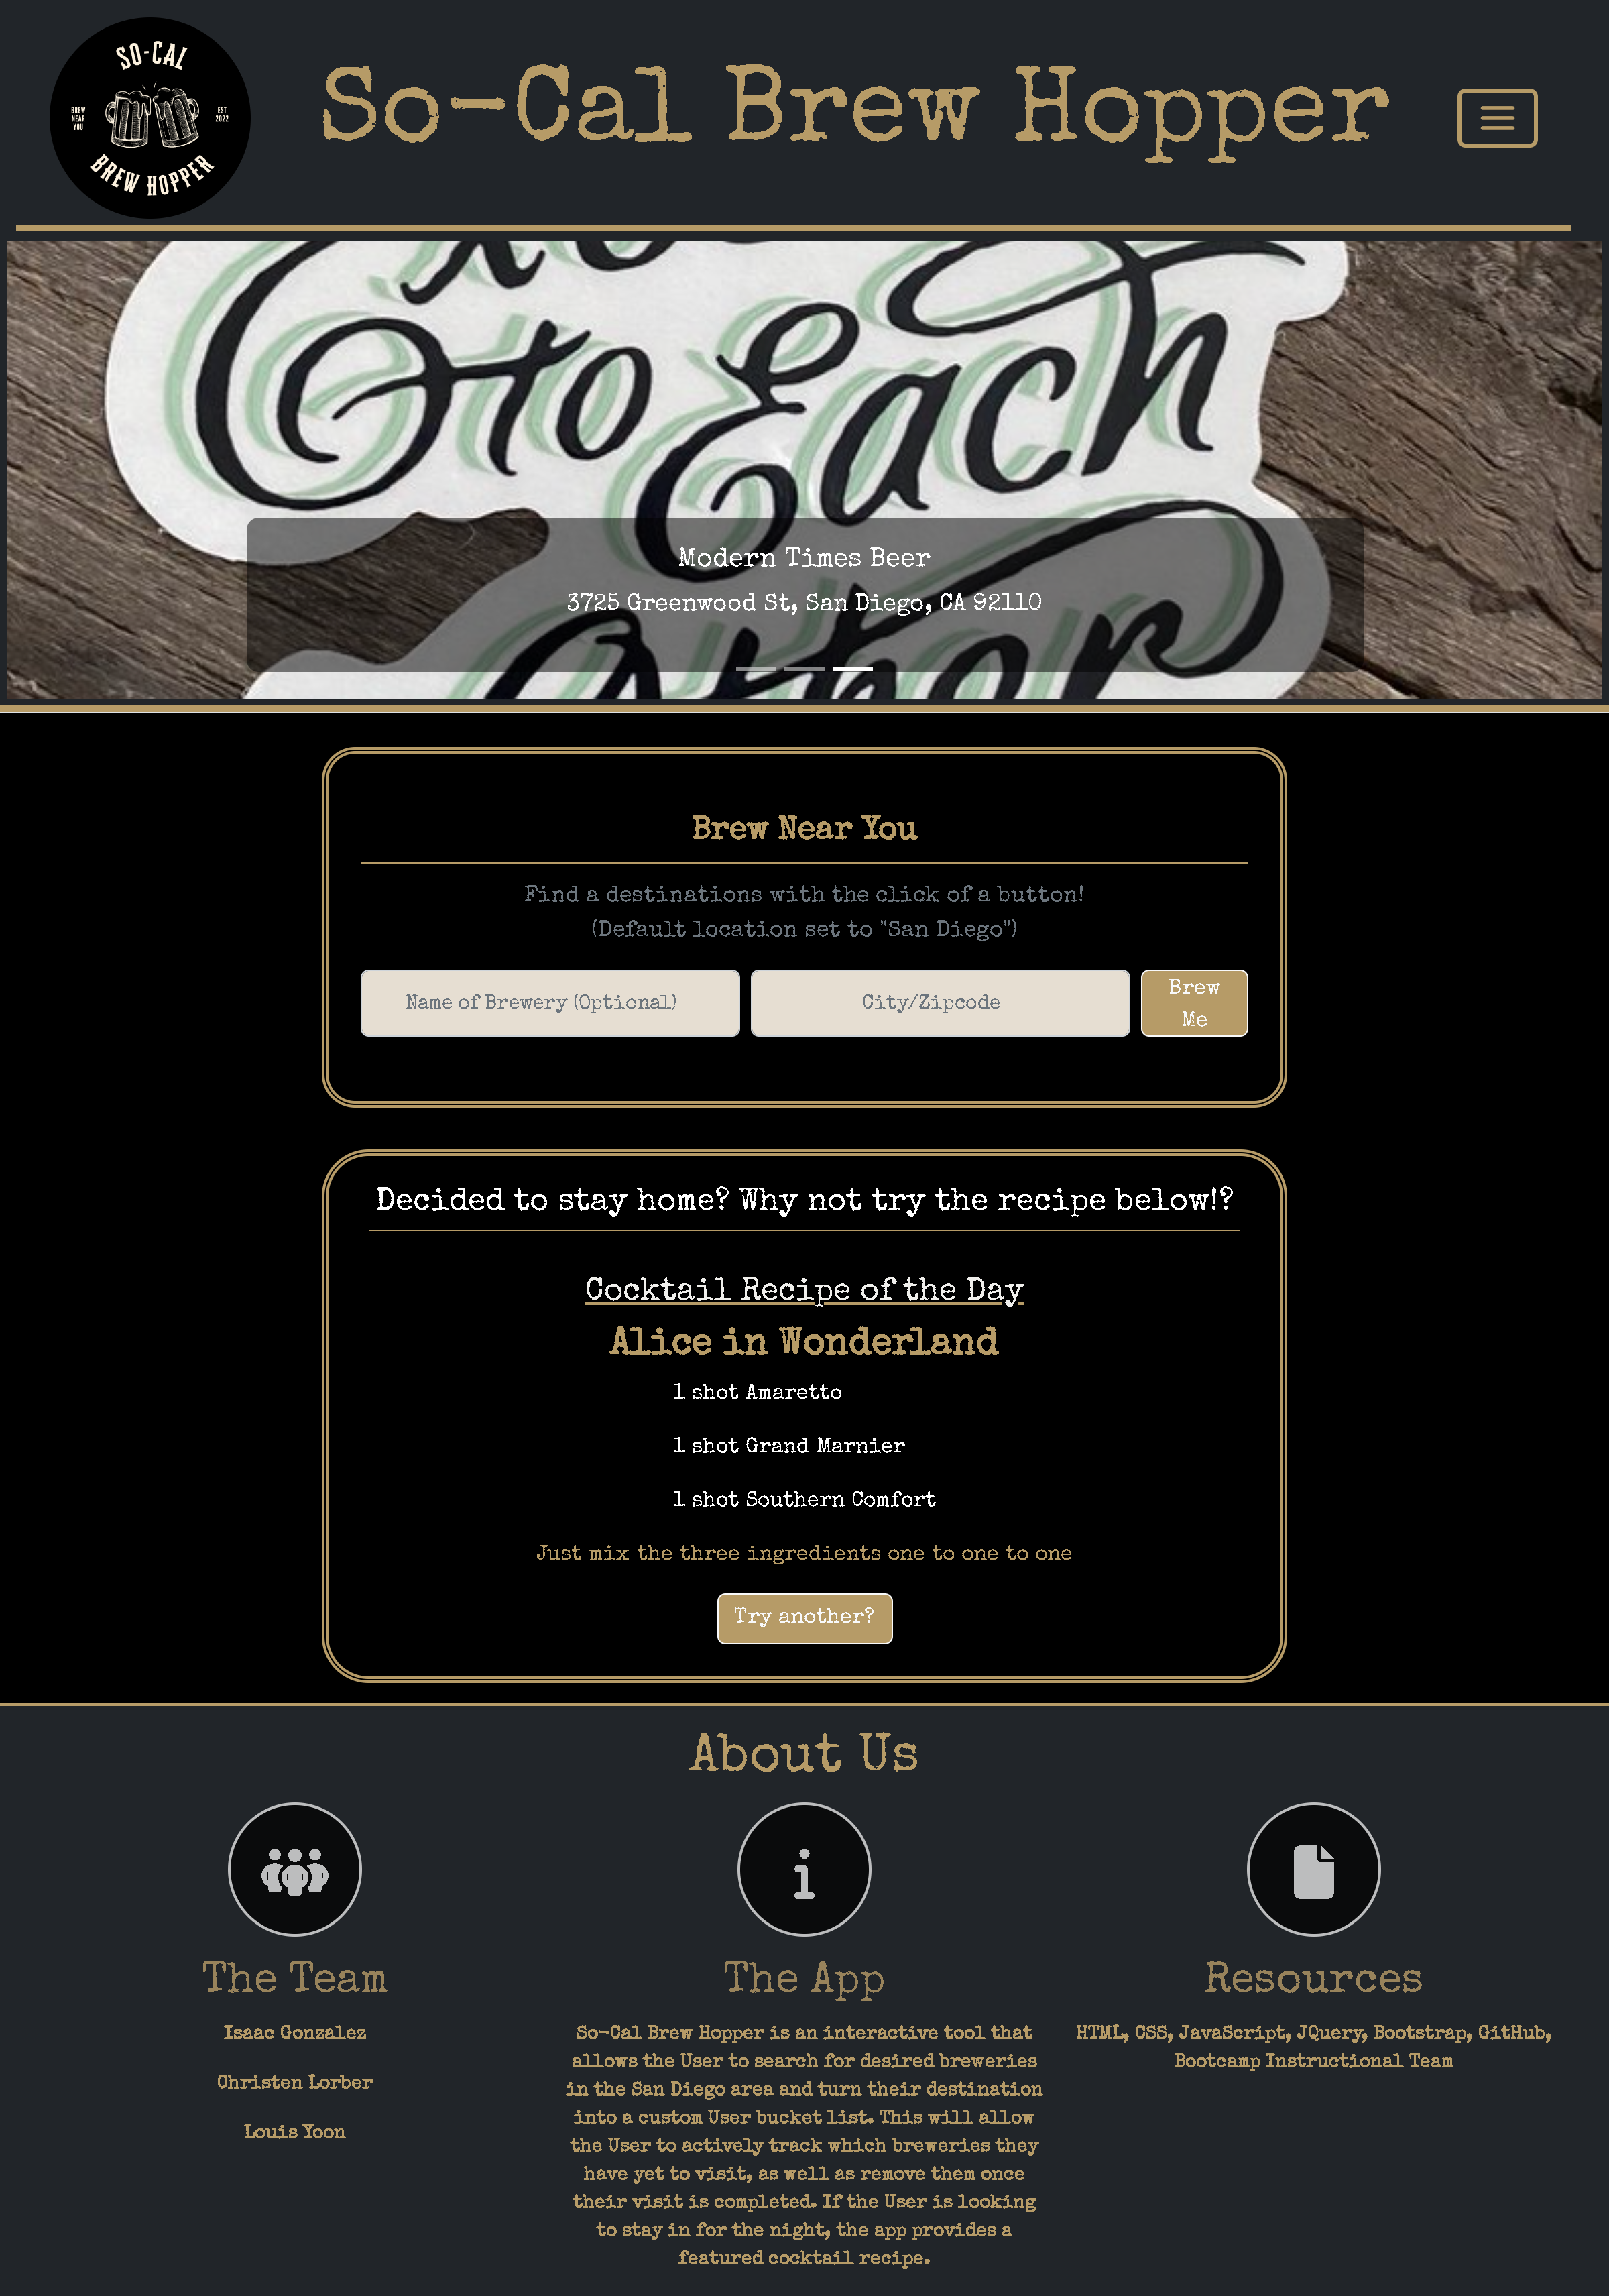 SO-CAL
BREW
NEAR
YOU
EST
2022
BREW HOPPER
So-Cal Brew Hopper
to Each
other
Modern Times Beer
3725 Greenwood St, San Diego, CA 92110
Brew Near You
Find a destinations with the click of a button!
(Default location set to "San Diego")
Name of Brewery (Optional)
City/Zipcode
Brew
Me
Decided to stay home? Why not try the recipe below!?
Cocktail Recipe of the Day
Alice in Wonderland
1 shot Amaretto
1 shot Grand Marnier
1 shot Southern Comfort
Just mix the three ingredients one to one to one
Try another?
About Us
The Team
Isaac Gonzalez
Christen Lorber
Louis Yoon
The App
So-Cal Brew Hopper is an interactive tool that
allows the User to search for desired breweries
in the San Diego area and turn their destination
into a custom User bucket list. This will allow
the User to actively track which breweries they
have yet to visit, as well as remove them once
their visit is completed. If the User is looking
to stay in for the night, the app provides a
featured cocktail recipe.
Resources
HTML, CSS, JavaScript, JQuery, Bootstrap, GitHub,
Bootcamp Instructional Team